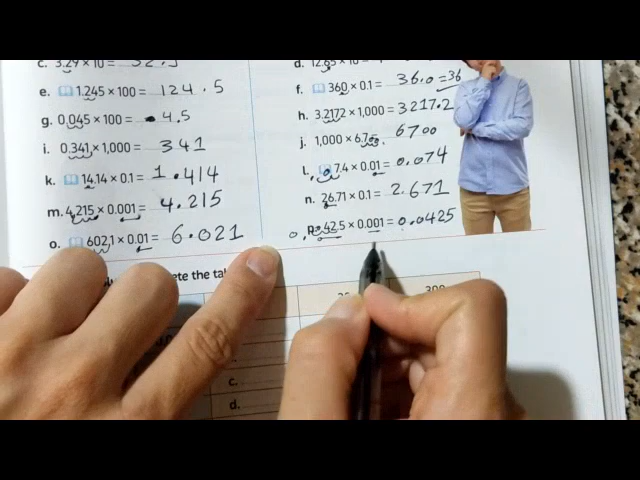 c. 3.29 × 10 = 32.9
d. 12.65 × 10 =
e. 1.245 × 100 = 124.5
f. 360 × 0.1 = 36.0 = 36
g. 0.045 × 100 = 4.5
h. 3.2172 × 1,000 = 3217.2
i. 0.341 × 1,000 = 341
j. 1,000 × 6.7 = 6700
k. 14.14 × 0.1 = 1.414
l. 7.4 × 0.01 = 0.074
m. 4,215 × 0.001 = 4.215
n. 26.71 × 0.1 = 2.671
o. 602.1 × 0.01 = 6.021
p. 42.5 × 0.001 = 0.0425
ete the
300
c.
d.